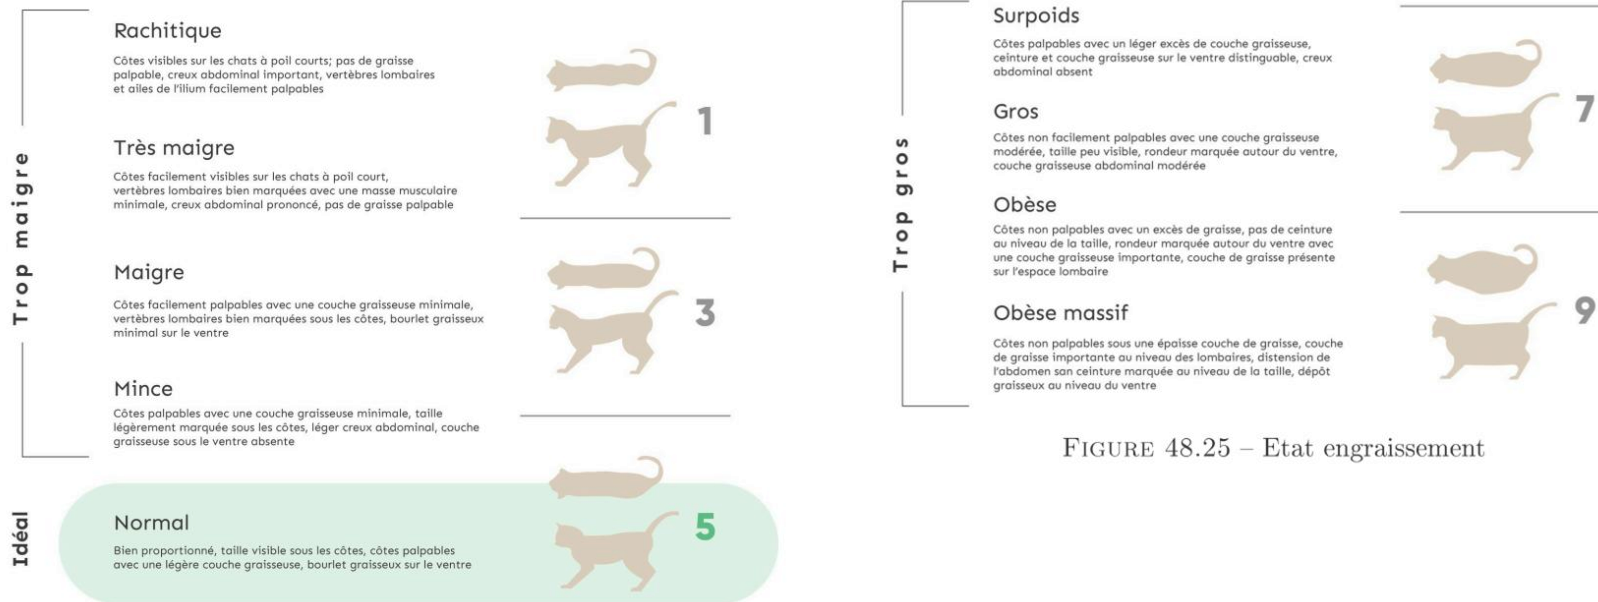 Trop maigre
Rachitique
Côtes visibles sur les chats à poil courts; pas de graisse
palpable, creux abdominal important, vertèbres lombaires
et ailes de l'ilium facilement palpables
1
Très maigre
Côtes facilement visibles sur les chats à poil court,
vertèbres lombaires bien marquées avec une masse musculaire
minimale, creux abdominal prononcé, pas de graisse palpable
Maigre
Côtes facilement palpables avec une couche graisseuse minimale,
vertèbres lombaires bien marquées sous les côtes, bourlet graisseux
minimal sur le ventre
3
Mince
Côtes palpables avec une couche graisseuse minimale, taille
légèrement marquée sous les côtes, léger creux abdominal, couche
graisseuse sous le ventre absente
Idéal
Normal
Bien proportionné, taille visible sous les côtes, côtes palpables
avec une légère couche graisseuse, bourlet graisseux sur le ventre
5
Trop gros
Surpoids
Côtes palpables avec un léger excès de couche graisseuse,
ceinture et couche graisseuse sur le ventre distinguable, creux
abdominal absent
7
Gros
Côtes non facilement palpables avec une couche graisseuse
modérée, taille peu visible, rondeur marquée autour du ventre,
couche graisseuse abdominal modérée
Obèse
Côtes non palpables avec un excès de graisse, pas de ceinture
au niveau de la taille, rondeur marquée autour du ventre avec
une couche graisseuse importante, couche de graisse présente
sur l'espace lombaire
9
Obèse massif
Côtes non palpables sous une épaisse couche de graisse, couche
de graisse importante au niveau des lombaires, distension de
l'abdomen san ceinture marquée au niveau de la taille, dépôt
graisseux au niveau du ventre
FIGURE 48.25 – Etat engraissement